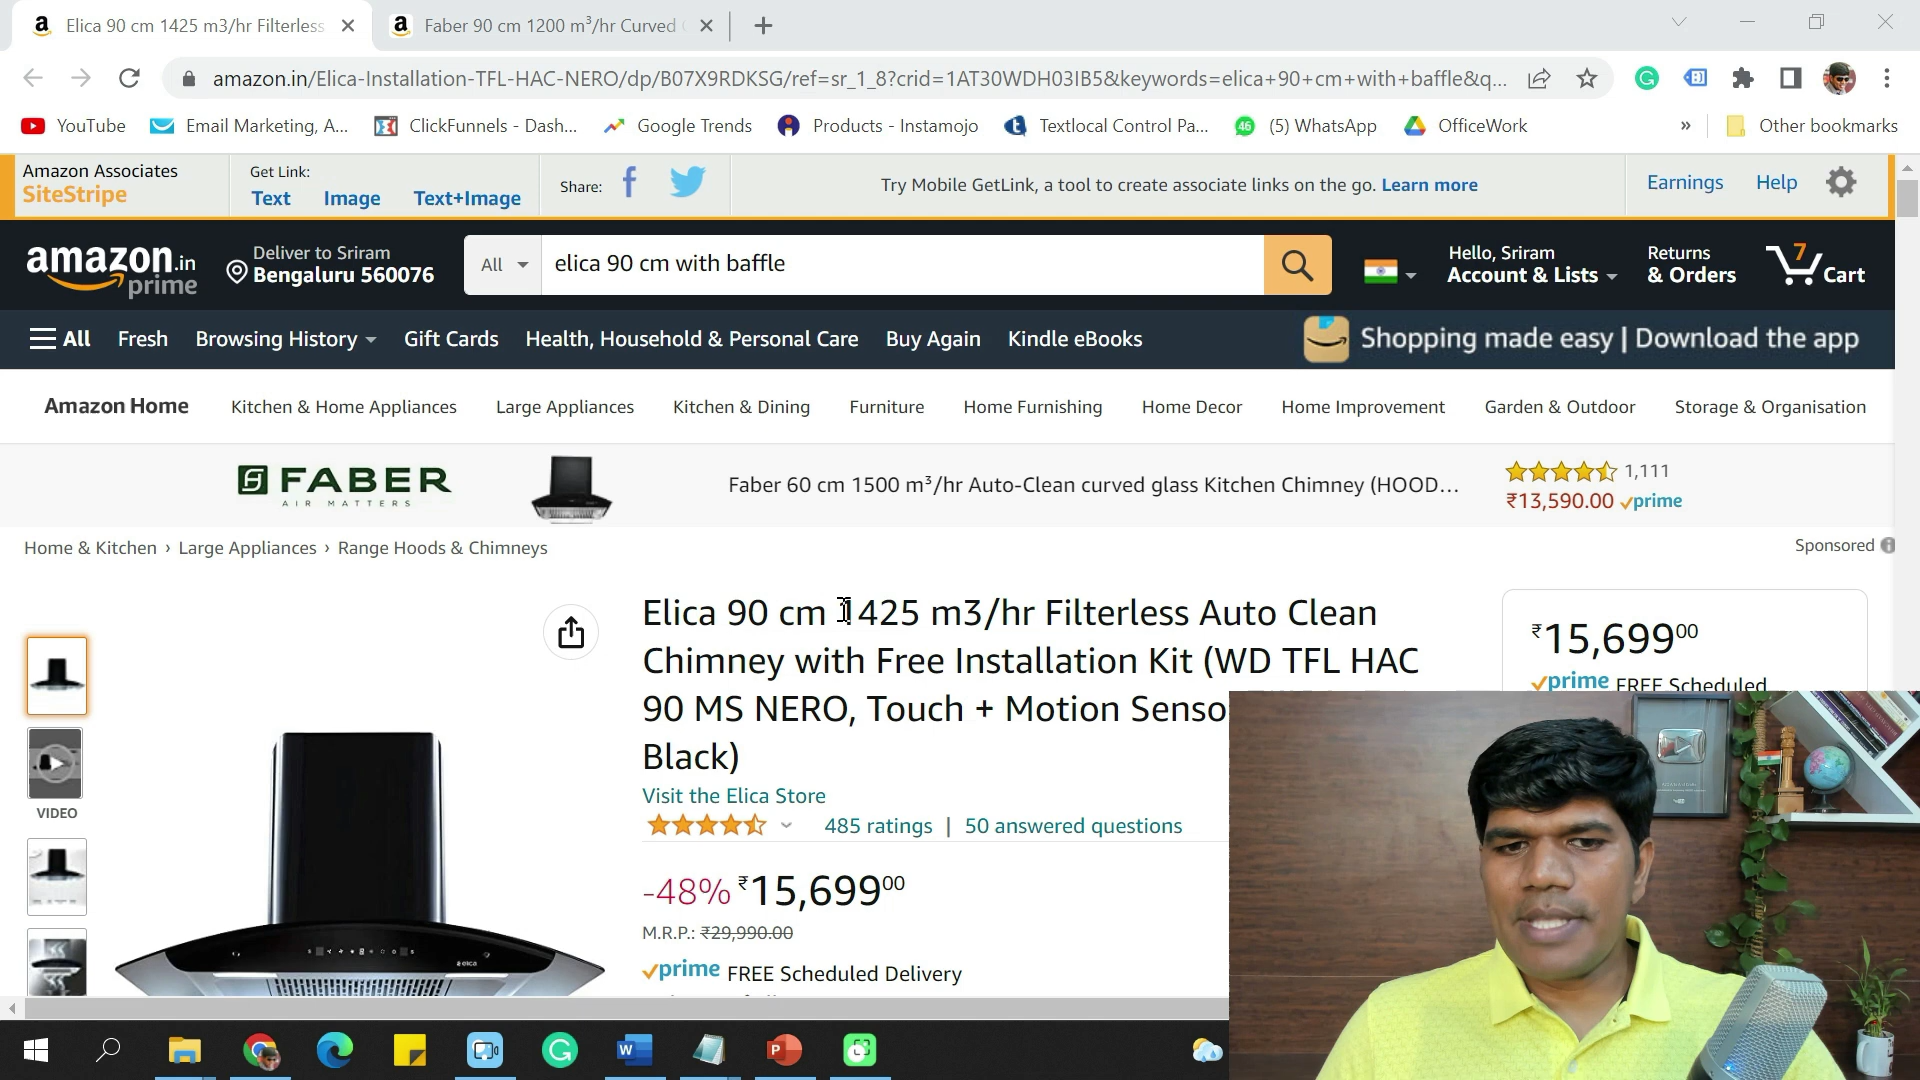 Elica 90 cm 1425 m3/hr Filterless
Faber 90 cm 1200 m³/hr Curved
amazon.in/Elica-Installation-TFL-HAC-NERO/dp/B07X9RDKSG/ref=sr_1_8?crid=1AT30WDH03IB5&keywords=elica+90+cm+with+baffle&q...
YouTube
Email Marketing, A...
ClickFunnels - Dash...
Google Trends
Products - Instamojo
Textlocal Control Pa...
46
(5) WhatsApp
OfficeWork
»
Other bookmarks
Amazon Associates
SiteStripe
Get Link:
Text Image Text+Image
Share:
Try Mobile GetLink, a tool to create associate links on the go. Learn more
Earnings Help
amazon.in
prime
Deliver to Sriram
Bengaluru 560076
All
elica 90 cm with baffle
Hello, Sriram
Account & Lists
Returns
& Orders
7
Cart
All Fresh Browsing History Gift Cards Health, Household & Personal Care Buy Again Kindle eBooks
Shopping made easy | Download the app
Amazon Home Kitchen & Home Appliances Large Appliances Kitchen & Dining Furniture Home Furnishing Home Decor Home Improvement Garden & Outdoor Storage & Organisation
FABER
AIR MATTERS
Faber 60 cm 1500 m³/hr Auto-Clean curved glass Kitchen Chimney (HOOD...
1,111
₹13,590.00 prime
Home & Kitchen › Large Appliances › Range Hoods & Chimneys
Sponsored
Elica 90 cm 1425 m3/hr Filterless Auto Clean
Chimney with Free Installation Kit (WD TFL HAC
90 MS NERO, Touch + Motion Senso
Black)
Visit the Elica Store
485 ratings | 50 answered questions
-48% ₹15,69900
M.R.P.: ₹29,990.00
prime FREE Scheduled Delivery
₹15,69900
prime FREE Scheduled
VIDEO
elica